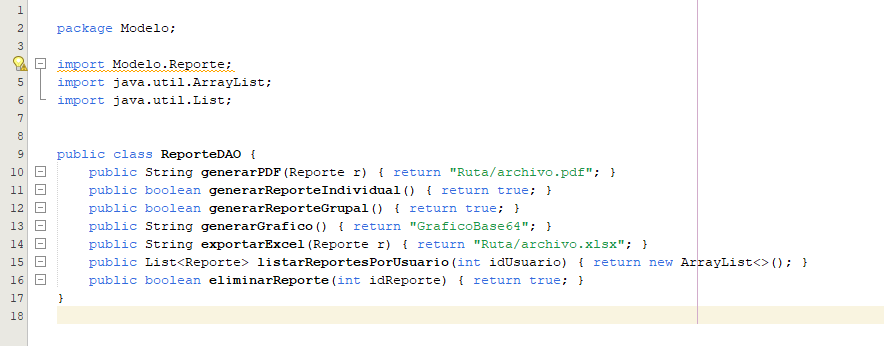 1
2 package Modelo;
3
import Modelo.Reporte;
5 import java.util.ArrayList;
6 import java.util.List;
7
8
9 public class ReporteDAO {
10 public String generarPDF(Reporte r) { return "Ruta/archivo.pdf"; }
11 public boolean generarReporteIndividual() { return true; }
12 public boolean generarReporteGrupal() { return true; }
13 public String generarGrafico() { return "GraficoBase64"; }
14 public String exportarExcel(Reporte r) { return "Ruta/archivo.xlsx"; }
15 public List<Reporte> listarReportesPorUsuario(int idUsuario) { return new ArrayList<>(); }
16 public boolean eliminarReporte(int idReporte) { return true; }
17 }
18